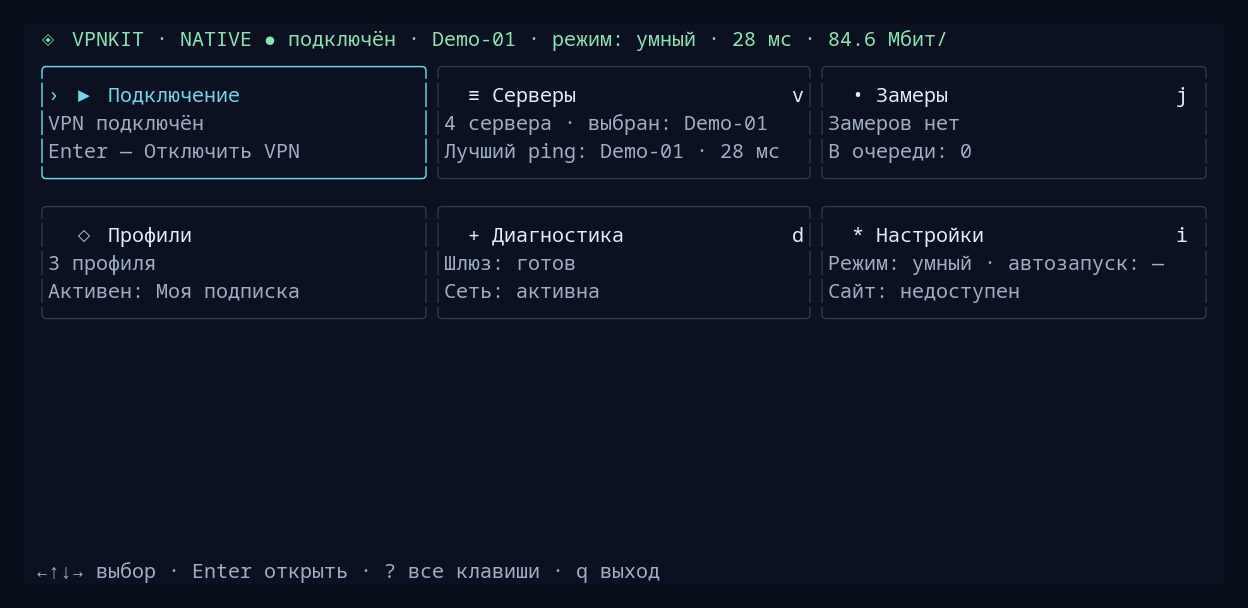 ◈ VPNKIT · NATIVE ● подключён · Demo-01 · режим: умный · 28 мс · 84.6 Мбит/
› ▶ Подключение
VPN подключён
Enter — Отключить VPN
≡ Серверы v
4 сервера · выбран: Demo-01
Лучший ping: Demo-01 · 28 мс
• Замеры j
Замеров нет
В очереди: 0
◇ Профили
3 профиля
Активен: Моя подписка
+ Диагностика d
Шлюз: готов
Сеть: активна
* Настройки i
Режим: умный · автозапуск: —
Сайт: недоступен
←↑↓→ выбор · Enter открыть · ? все клавиши · q выход